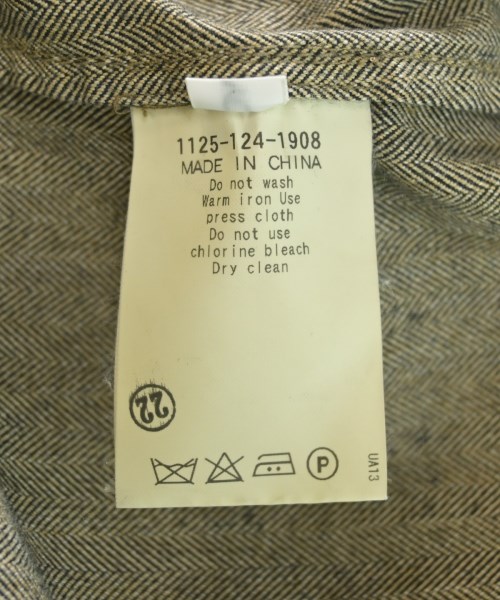 1125-124-1908
MADE IN CHINA
Do not wash
Warm iron Use
press cloth
Do not use
chlorine bleach
Dry clean
22
P
UA13